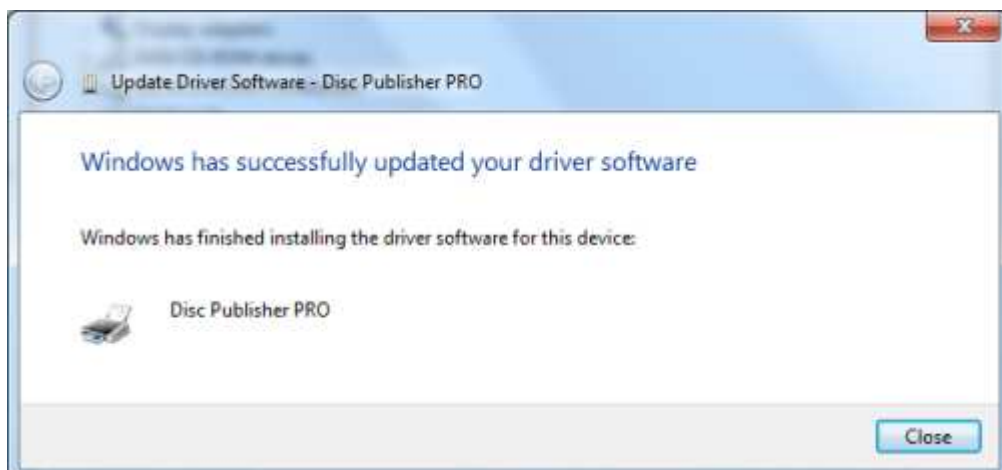 Update Driver Software - Disc Publisher PRO
Windows has successfully updated your driver software
Windows has finished installing the driver software for this device:
Disc Publisher PRO
Close